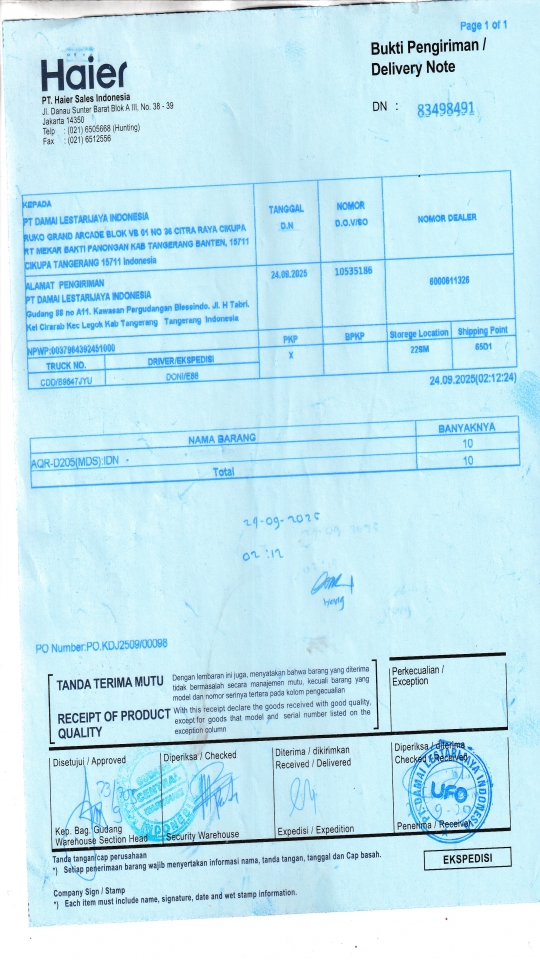 Page 1 of 1
Haier
Bukti Pengiriman /
Delivery Note
PT. Haier Sales Indonesia
Jl. Danau Sunter Barat Blok A III, No. 38 - 39
Jakarta 14350
Telp : (021) 6505668 (Hunting)
Fax : (021) 6512556
DN : 83498491
KEPADA
PT DAMAI LESTARIJAYA INDONESIA
RUKO GRAND ARCADE BLOK VB 01 NO 36 CITRA RAYA CIKUPA
RT MEKAR BAKTI PANONGAN KAB TANGERANG BANTEN, 15711
CIKUPA TANGERANG 15711 Indonesia
TANGGAL
D.N
NOMOR
D.O.V/SO
NOMOR DEALER
ALAMAT PENGIRIMAN
PT DAMAI LESTARIJAYA INDONESIA
Gudang 88 no A11. Kawasan Pergudangan Blessindo. Jl. H Tabri.
Kel Cirarab Kec Legok Kab Tangerang Tangerang Indonesia
24.09.2025
10535186
6000611326
NPWP:0037984392451000
PKP
BPKP
Storage Location
Shipping Point
TRUCK NO.
DRIVER/EKSPEDISI
X
22SM
65D1
CDD/B9847JYU
DONI/E86
24.09.2025(02:12:24)
NAMA BARANG
BANYAKNYA
AQR-D205(MDS):IDN
10
Total
10
24-09-2025
02:12
PO Number:PO.KDJ2509/00098
TANDA TERIMA MUTU
Dengan lembaran ini juga, menyatakan bahwa barang yang diterima
tidak bermasalah secara manajemen mutu, kecuali barang yang
model dan nomor seri tertera pada kolom pengecualian
RECEIPT OF PRODUCT
QUALITY
With this receipt declare the goods received with good quality,
except for goods that model and serial number listed on the
exception column
Perkecualian /
Exception
Disetujui / Approved
Diperiksa / Checked
Diterima / dikirimkan
Received / Delivered
Diperiksa / diterima
Checked / Received
CENTRAL
PT. DAMAI LESTARIJAYA INDONESIA
UFO
Kep. Bag. Gudang
Warehouse Section Head
Security Warehouse
Expedisi / Expedition
Penerima / Receiver
Tanda tangan/cap perusahaan
*) Setiap penerimaan barang wajib menyertakan informasi nama, tanda tangan, tanggal dan Cap basah.
EKSPEDISI
Company Sign / Stamp
*) Each item must include name, signature, date and wet stamp information.